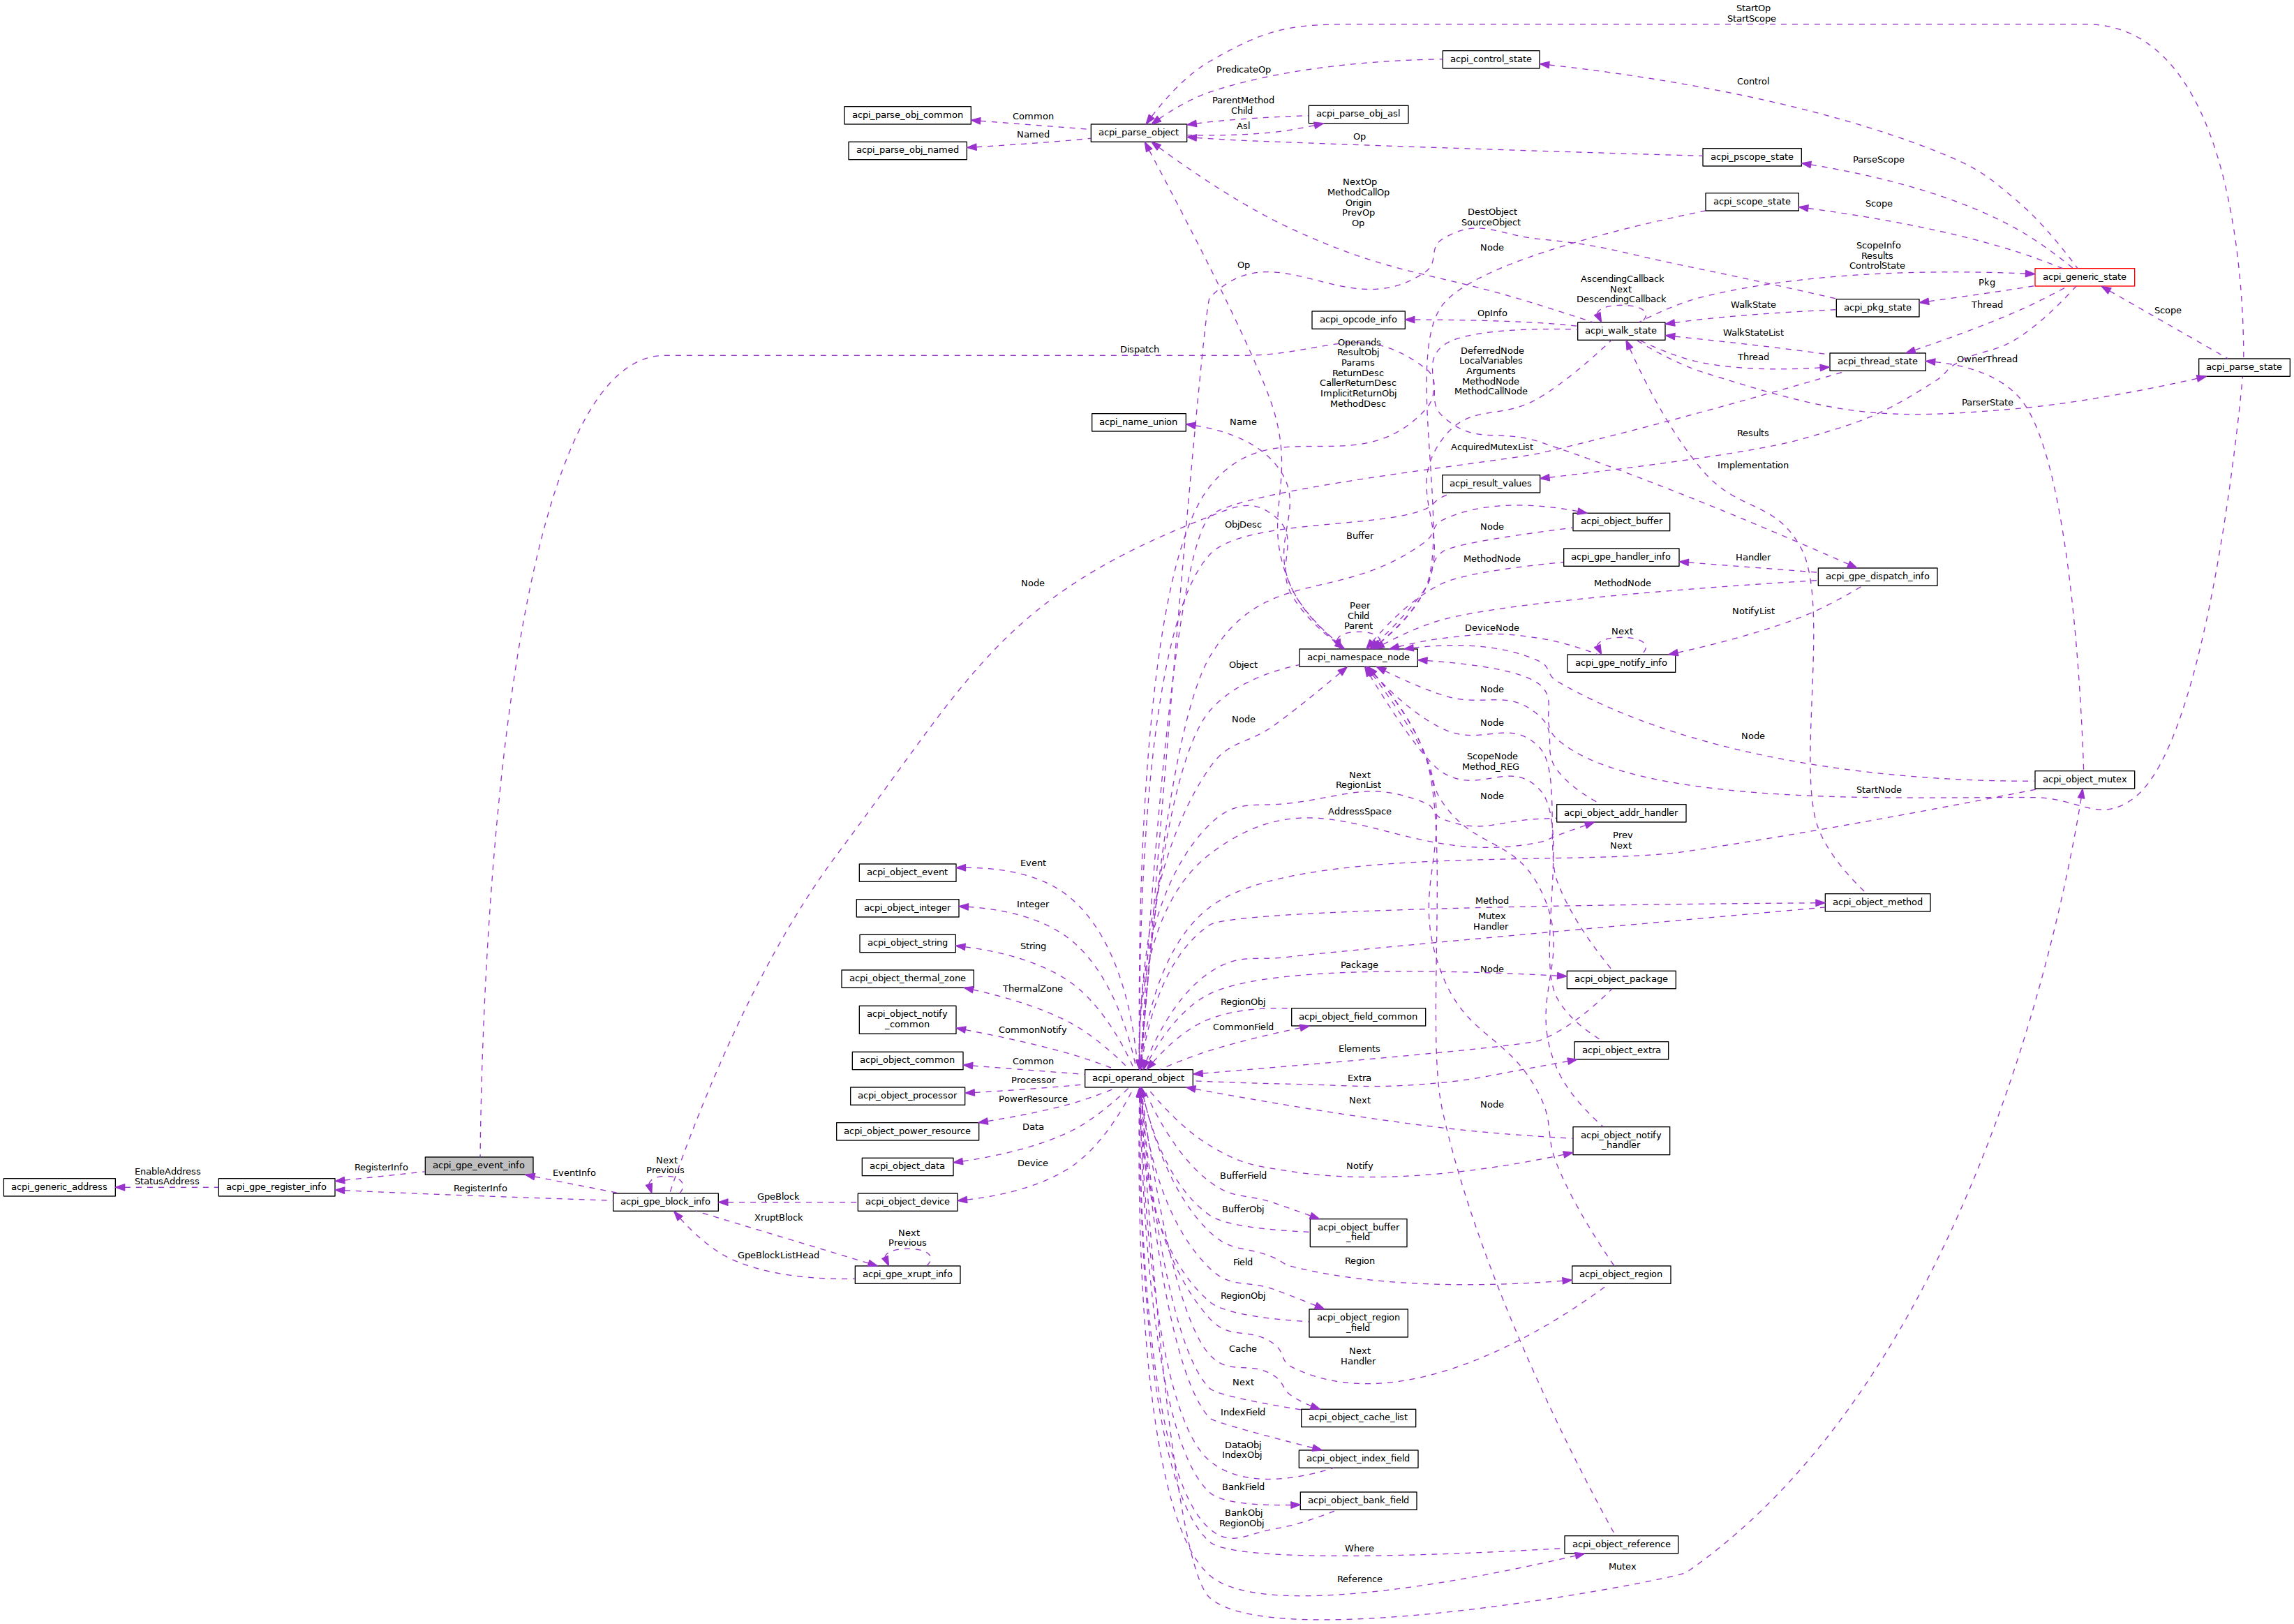 StartOp
StartScope
acpi_control_state
PredicateOp
Control
ParentMethod
Child
acpi_parse_obj_common
Common
acpi_parse_obj_asl
Asl
acpi_parse_object
Named
Op
acpi_parse_obj_named
acpi_pscope_state
ParseScope
NextOp
MethodCallOp
Origin
PrevOp
Op
acpi_scope_state
Scope
DestObject
SourceObject
Node
ScopeInfo
Results
ControlState
Op
AscendingCallback
Next
DescendingCallback
acpi_generic_state
Pkg
WalkState
acpi_pkg_state
Thread
Scope
acpi_opcode_info
OpInfo
acpi_walk_state
WalkStateList
Dispatch
Operands
ResultObj
Params
ReturnDesc
CallerReturnDesc
ImplicitReturnObj
MethodDesc
DeferredNode
LocalVariables
Arguments
MethodNode
MethodCallNode
Thread
acpi_thread_state
OwnerThread
acpi_parse_state
ParserState
acpi_name_union
Name
Results
AcquiredMutexList
Implementation
acpi_result_values
ObjDesc
Buffer
Node
acpi_object_buffer
MethodNode
acpi_gpe_handler_info
Handler
acpi_gpe_dispatch_info
Node
MethodNode
NotifyList
Peer
Child
Parent
DeviceNode
Next
acpi_namespace_node
acpi_gpe_notify_info
Object
Node
Node
Node
Node
ScopeNode
Method_REG
Next
RegionList
Node
acpi_object_mutex
StartNode
AddressSpace
acpi_object_addr_handler
Prev
Next
acpi_object_event
Event
acpi_object_integer
Integer
Method
acpi_object_method
Mutex
Handler
acpi_object_string
String
Package
Node
acpi_object_package
acpi_object_thermal_zone
ThermalZone
RegionObj
acpi_object_field_common
CommonField
acpi_object_notify
_common
CommonNotify
Elements
acpi_object_extra
acpi_object_common
Common
acpi_operand_object
Extra
acpi_object_processor
Processor
PowerResource
Next
Node
acpi_object_power_resource
Data
acpi_object_notify
_handler
acpi_object_data
Device
Notify
acpi_gpe_event_info
RegisterInfo
EnableAddress
StatusAddress
acpi_generic_address
acpi_gpe_register_info
RegisterInfo
EventInfo
Next
Previous
acpi_gpe_block_info
GpeBlock
acpi_object_device
BufferField
BufferObj
acpi_object_buffer
_field
XruptBlock
Next
Previous
GpeBlockListHead
acpi_gpe_xrupt_info
Field
Region
acpi_object_region
RegionObj
acpi_object_region
_field
Cache
Next
Handler
Next
acpi_object_cache_list
IndexField
DataObj
IndexObj
acpi_object_index_field
BankField
acpi_object_bank_field
BankObj
RegionObj
Where
acpi_object_reference
Reference
Mutex